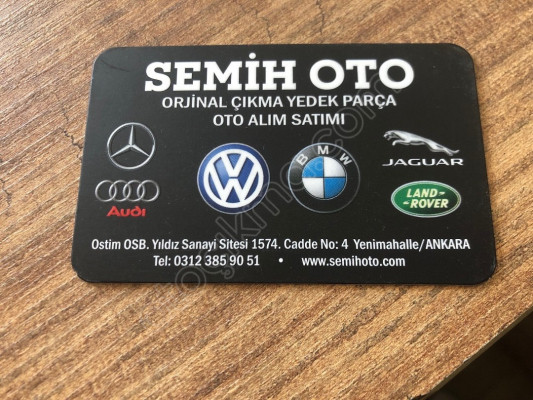 SEMİH OTO
ORJİNAL ÇIKMA YEDEK PARÇA
OTO ALIM SATIMI
BMW
JAGUAR
Audi
LAND-
-ROVER
Ostim OSB. Yıldız Sanayi Sitesi 1574. Cadde No: 4 Yenimahalle/ANKARA
Tel: 0312 385 90 51 • www.semihoto.com